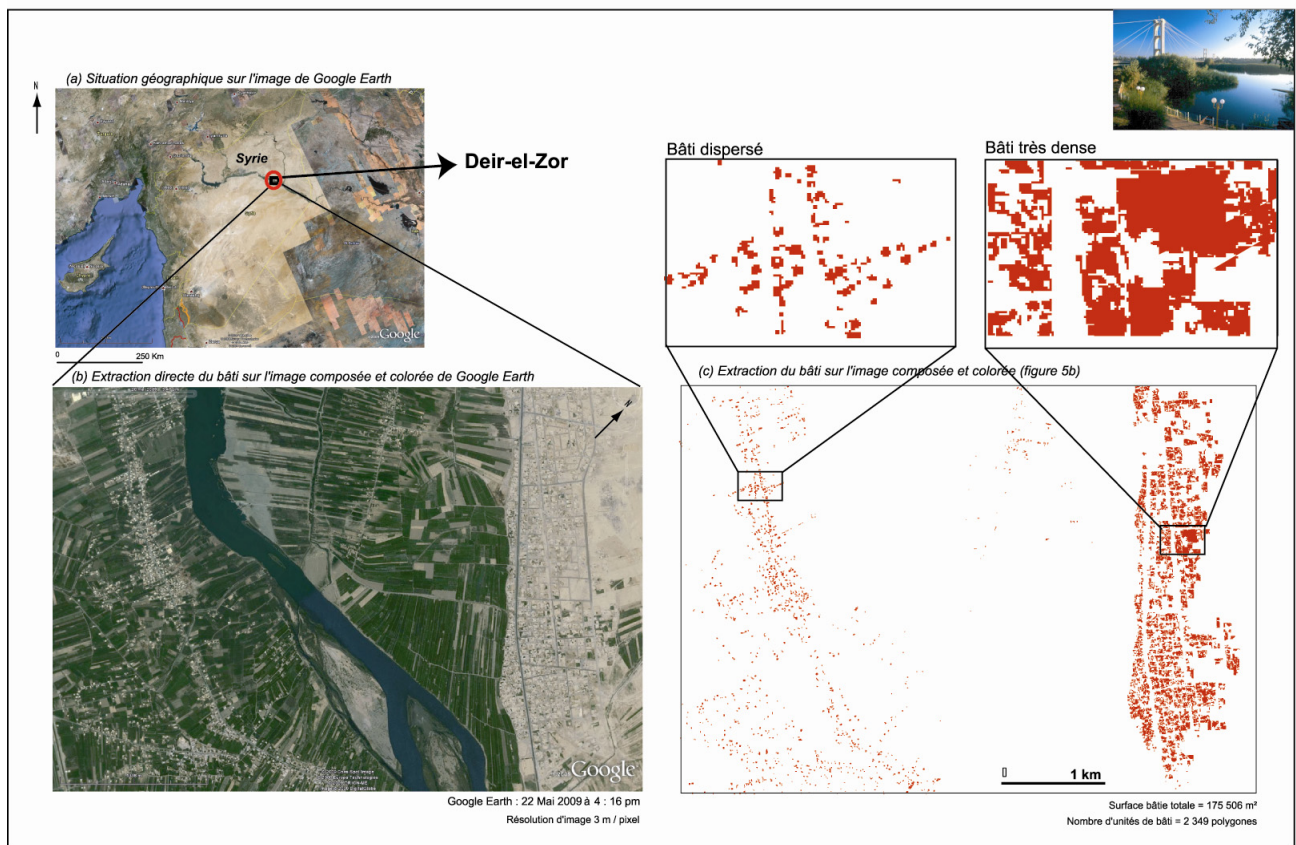 (a) Situation géographique sur l'image de Google Earth
N
Syrie
Deir-el-Zor
Google
0 250 Km
Bâti dispersé
Bâti très dense
(b) Extraction directe du bâti sur l'image composée et colorée de Google Earth
N
Google
Google Earth : 22 Mai 2009 à 4 : 16 pm
Résolution d'image 3 m / pixel
(c) Extraction du bâti sur l'image composée et colorée (figure 5b)
1 km
Surface bâtie totale = 175 506 m²
Nombre d'unités de bâti = 2 349 polygones